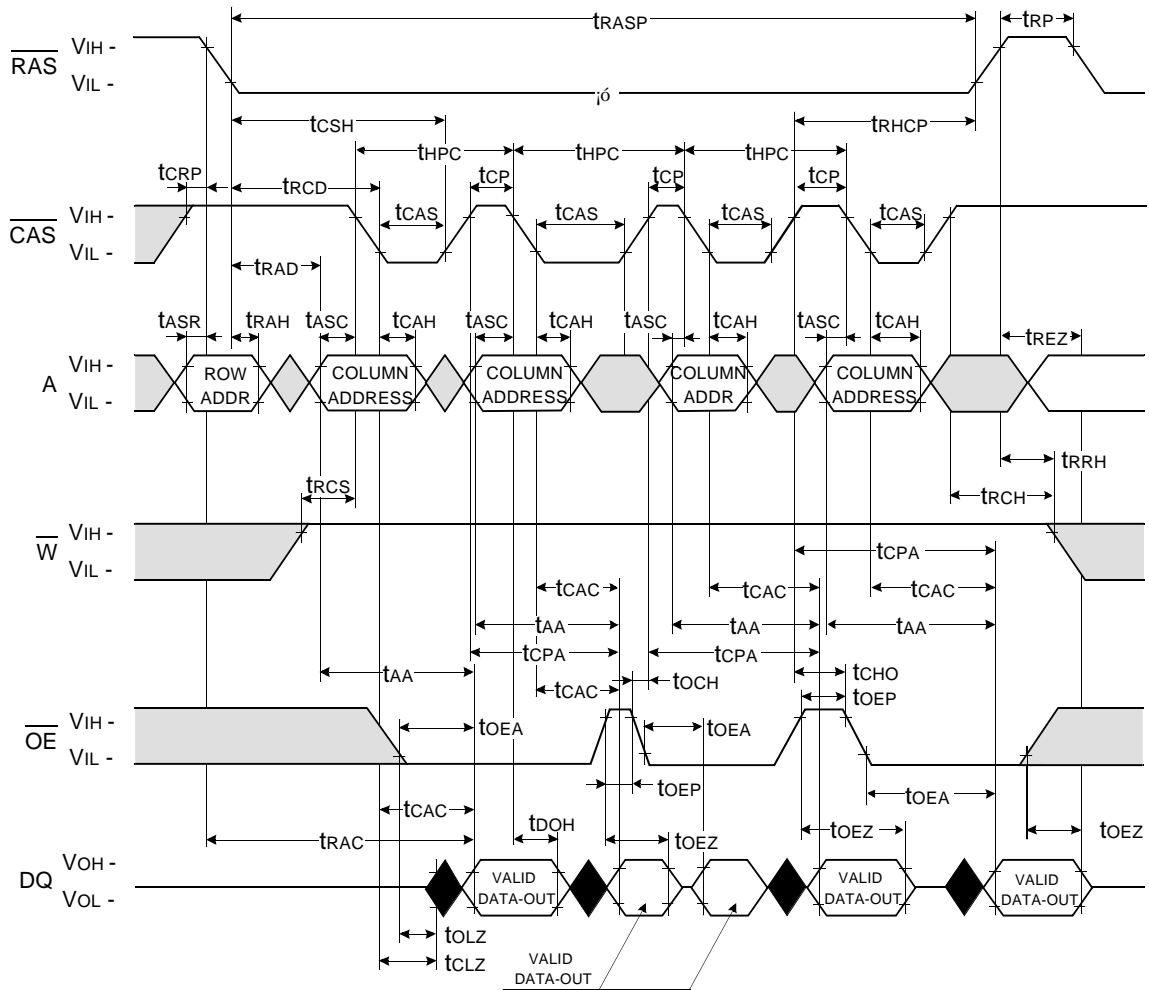 tRASP
tRP
RAS
VIH -
VIL -
¡ó
tCSH
tRHCP
tHPC
tHPC
tHPC
tCRP
tRCD
tCP
tCP
tCP
CAS
VIH -
VIL -
tCAS
tCAS
tCAS
tCAS
tRAD
tASR
tRAH
tASC
tCAH
tASC
tCAH
tASC
tCAH
tASC
tCAH
tREZ
A
VIH -
VIL -
ROW
ADDR
COLUMN
ADDRESS
COLUMN
ADDRESS
COLUMN
ADDR
COLUMN
ADDRESS
tRRH
tRCS
tRCH
W
VIH -
VIL -
tCPA
tCAC
tCAC
tCAC
tAA
tAA
tAA
tCPA
tCPA
tAA
tCAC
tOCH
tCHO
tOEP
OE
VIH -
VIL -
tOEA
tOEA
tOEP
tOEA
tCAC
tDOH
tOEZ
tOEZ
tOEZ
tRAC
DQ
VOH -
VOL -
VALID
DATA-OUT
VALID
DATA-OUT
VALID
DATA-OUT
tOLZ
tCLZ
VALID
DATA-OUT